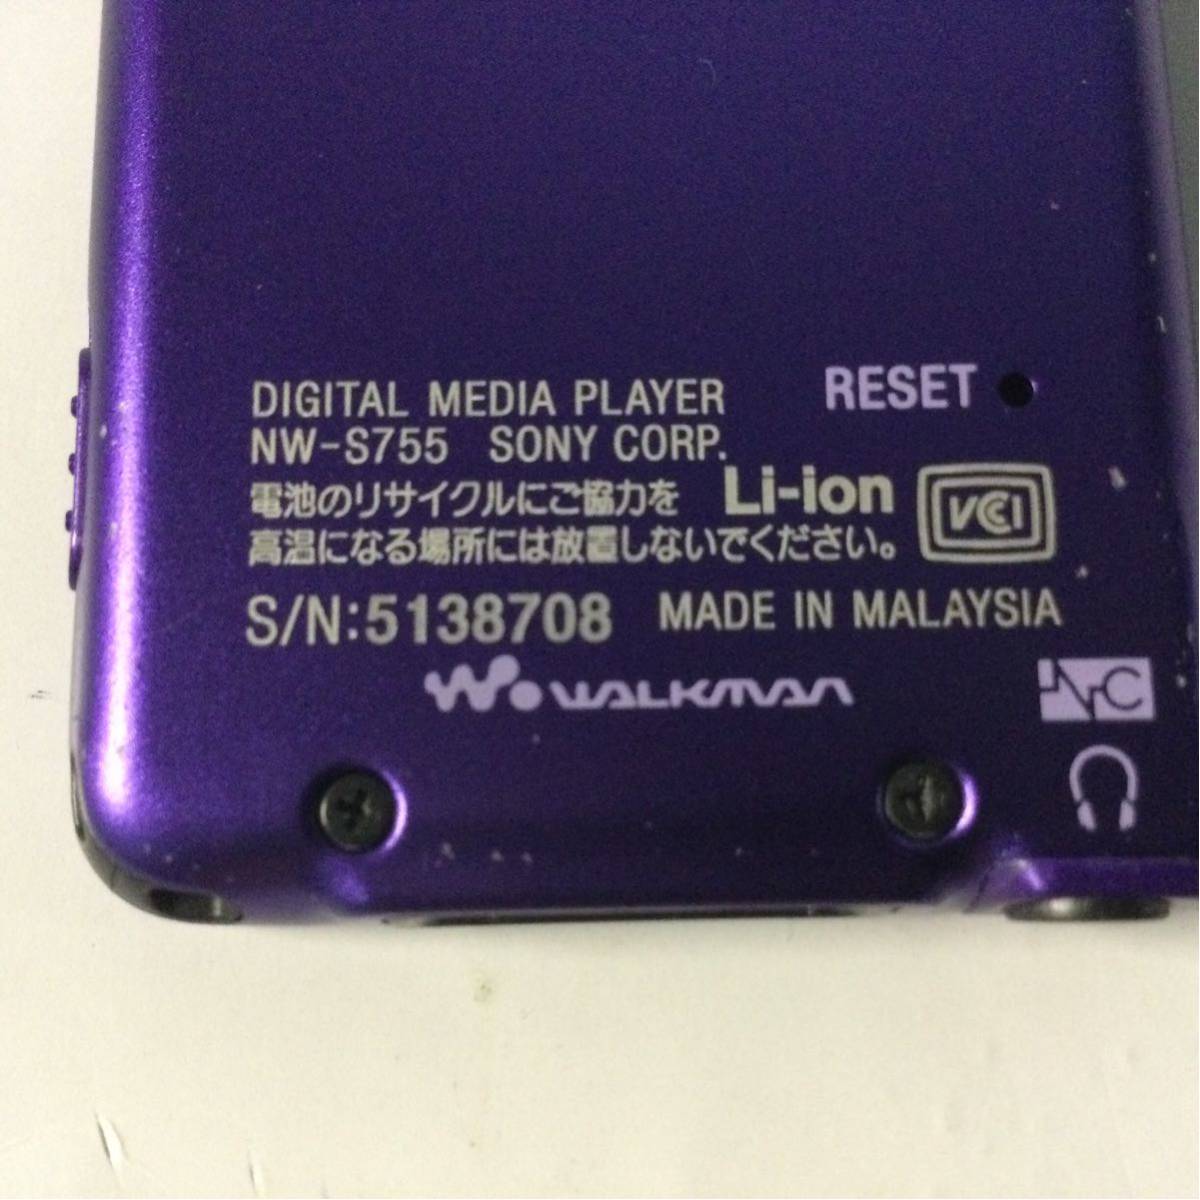 DIGITAL MEDIA PLAYER
RESET
NW-S755 SONY CORP.
電池のリサイクルにご協力を Li-ion
VCCI
高温になる場所には放置しないでください。
S/N:5138708 MADE IN MALAYSIA
W. WALKMAN
NC